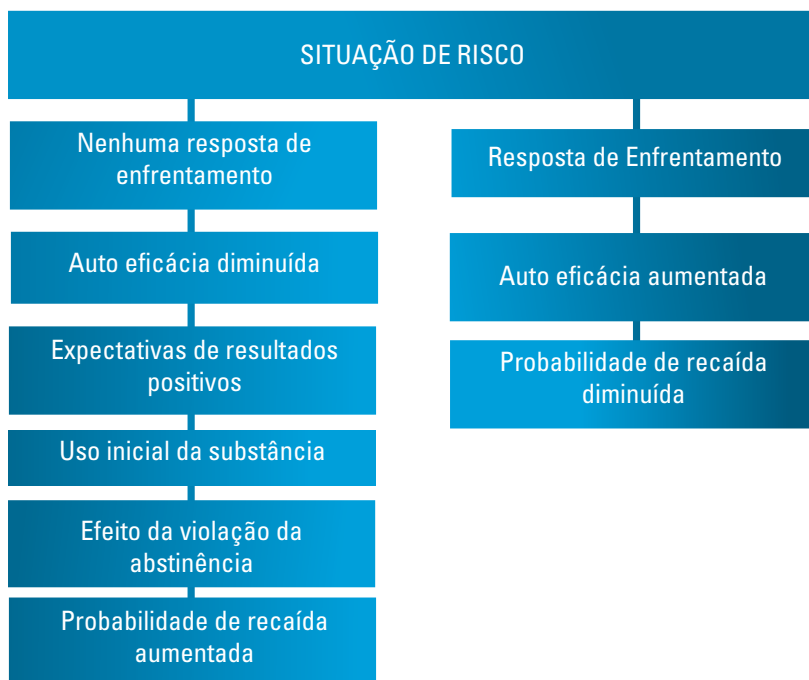 SITUAÇÃO DE RISCO
Nenhuma resposta de
enfrentamento
Auto eficácia diminuída
Expectativas de resultados
positivos
Uso inicial da substância
Efeito da violação da
abstinência
Probabilidade de recaída
aumentada
Resposta de Enfrentamento
Auto eficácia aumentada
Probabilidade de recaída
diminuída